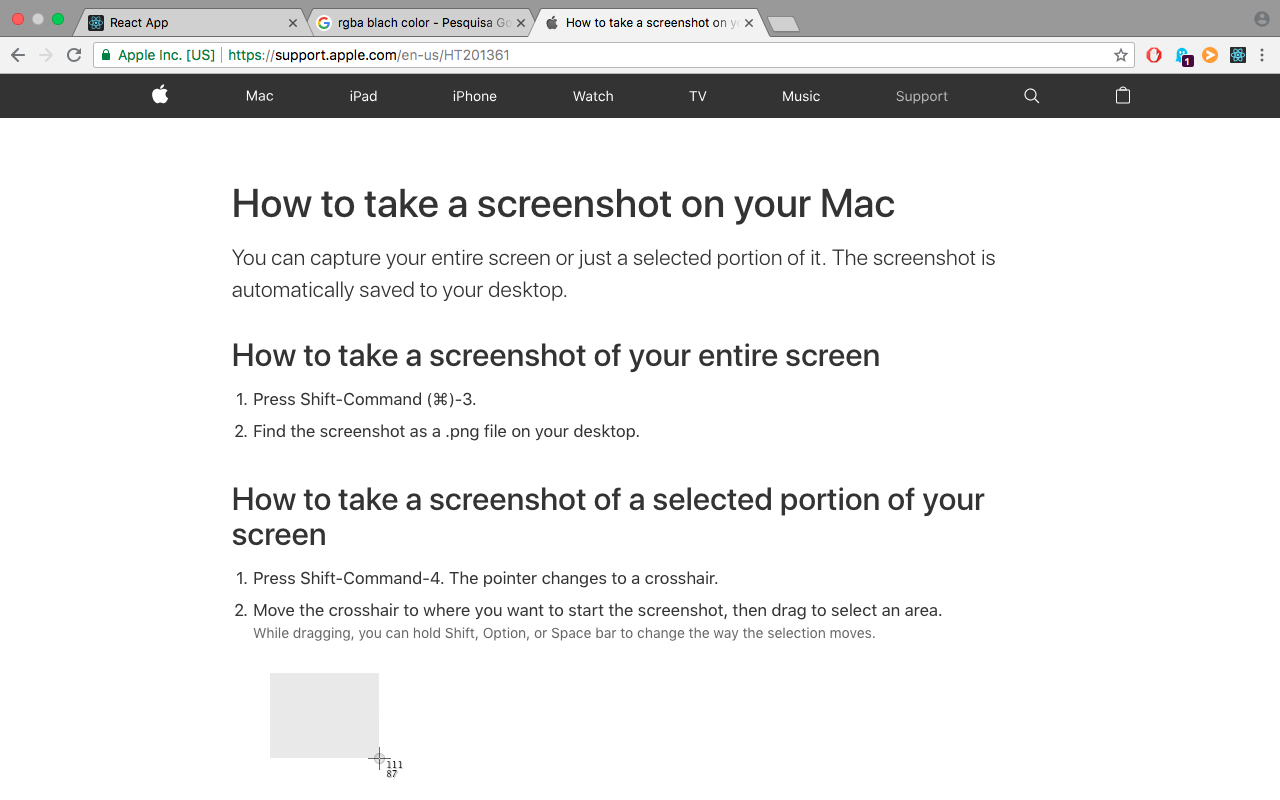 React App
rgba blach color - Pesquisa Go
How to take a screenshot on y
Apple Inc. [US] https://support.apple.com/en-us/HT201361
1
Mac iPad iPhone Watch TV Music Support
How to take a screenshot on your Mac
You can capture your entire screen or just a selected portion of it. The screenshot is
automatically saved to your desktop.
How to take a screenshot of your entire screen
1. Press Shift-Command (⌘)-3.
2. Find the screenshot as a .png file on your desktop.
How to take a screenshot of a selected portion of your
screen
1. Press Shift-Command-4. The pointer changes to a crosshair.
2. Move the crosshair to where you want to start the screenshot, then drag to select an area.
While dragging, you can hold Shift, Option, or Space bar to change the way the selection moves.
111
87